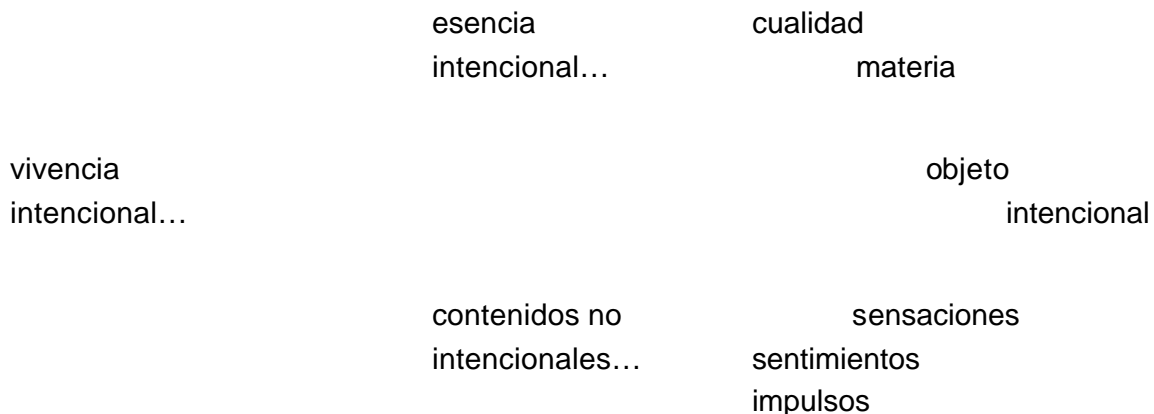 esencia cualidad
intencional… materia
vivencia objeto
intencional… intencional
contenidos no sensaciones
intencionales… sentimientos
impulsos